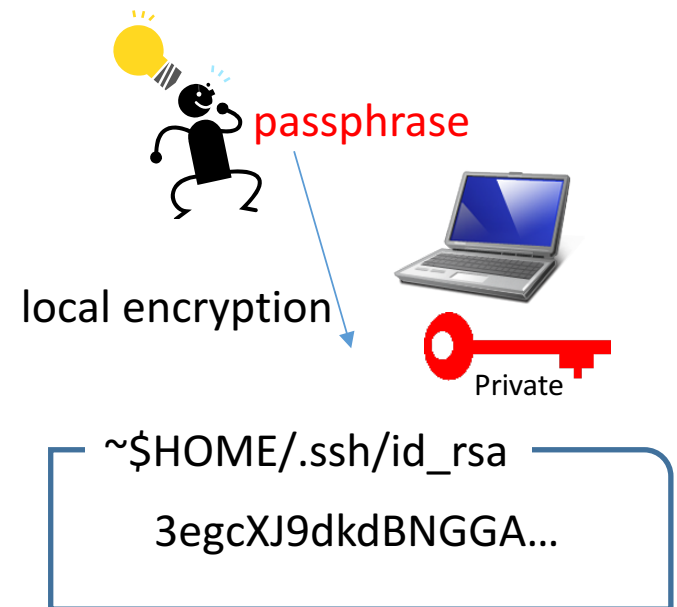 passphrase
local encryption
Private
~$HOME/.ssh/id_rsa
3egcXJ9dkdBNGGA…